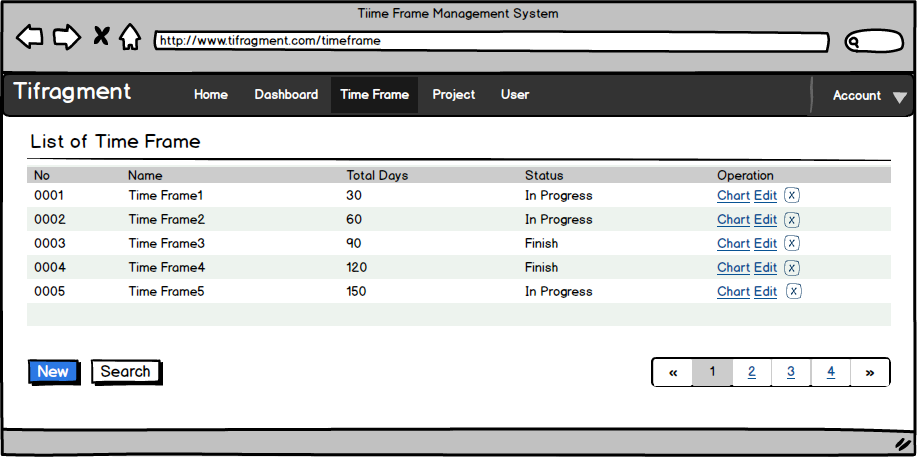 Tiime Frame Management System
http://www.tifragment.com/timeframe
Tifragment Home Dashboard Time Frame Project User Account
List of Time Frame
No Name Total Days Status Operation
0001 Time Frame1 30 In Progress Chart Edit x
0002 Time Frame2 60 In Progress Chart Edit x
0003 Time Frame3 90 Finish Chart Edit x
0004 Time Frame4 120 Finish Chart Edit x
0005 Time Frame5 150 In Progress Chart Edit x
New Search « 1 2 3 4 »